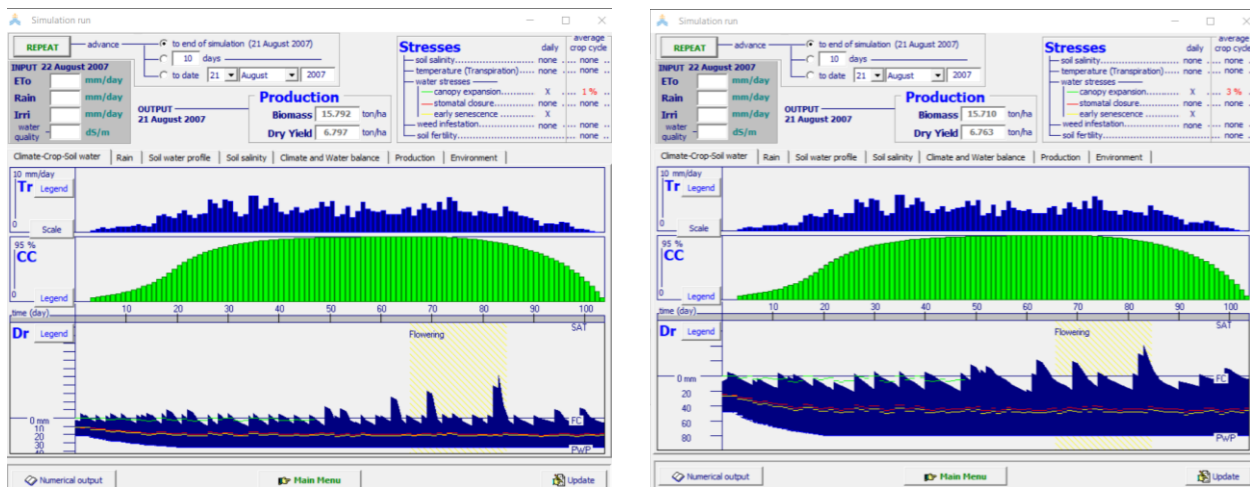 Simulation run
REPEAT
advance
to end of simulation (21 August 2007)
10 days
to date 21 August 2007
INPUT 22 August 2007
ETo mm/day
Rain mm/day
Irri mm/day
water quality dS/m
OUTPUT
21 August 2007
Production
Biomass 15.792 ton/ha
Dry Yield 6.797 ton/ha
Stresses
daily
average
crop cycle
soil salinity none none
temperature (Transpiration) none none
water stresses
canopy expansion X 1 %
stomatal closure none none
early senescence X
weed infestation none none
soil fertility none
Climate-Crop-Soil water Rain Soil water profile Soil salinity Climate and Water balance Production Environment
10 mm/day
Tr Legend
0
Scale
95 %
CC
0 Legend
time (day) 10 20 30 40 50 60 70 80 90 100
Dr Legend
Flowering
SAT
0 mm
FC
10
20
30
40
PWP
Numerical output Main Menu Update
Simulation run
REPEAT
advance
to end of simulation (21 August 2007)
10 days
to date 21 August 2007
INPUT 22 August 2007
ETo mm/day
Rain mm/day
Irri mm/day
water quality dS/m
OUTPUT
21 August 2007
Production
Biomass 15.710 ton/ha
Dry Yield 6.763 ton/ha
Stresses
daily
average
crop cycle
soil salinity none none
temperature (Transpiration) none none
water stresses
canopy expansion X 3 %
stomatal closure none none
early senescence X
weed infestation none none
soil fertility none
Climate-Crop-Soil water Rain Soil water profile Soil salinity Climate and Water balance Production Environment
10 mm/day
Tr Legend
0
Scale
95 %
CC
0 Legend
time (day) 10 20 30 40 50 60 70 80 90 100
Dr Legend
Flowering
SAT
0 mm
FC
20
40
60
80
PWP
Numerical output Main Menu Update